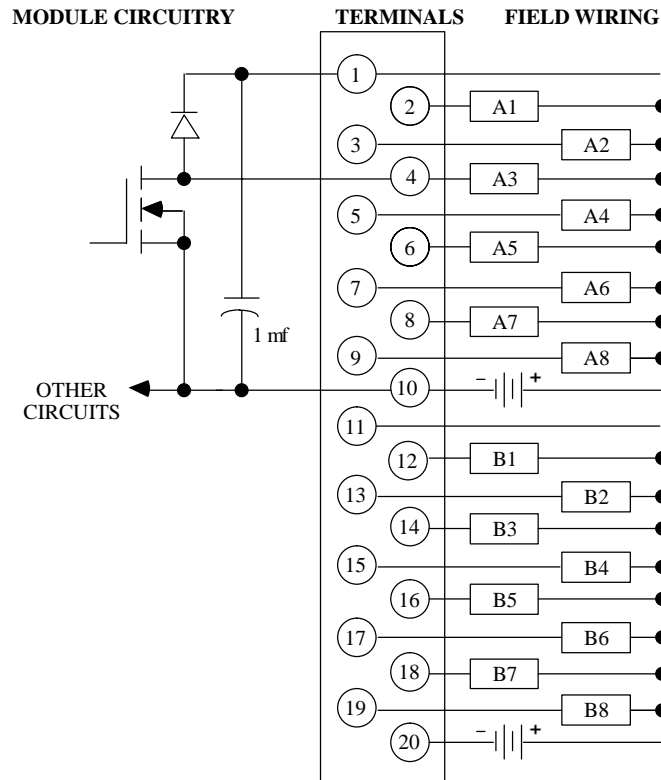 MODULE CIRCUITRY TERMINALS FIELD WIRING
1
2 A1
3 A2
4 A3
5 A4
6 A5
7 A6
8 A7
1 mf
9 A8
OTHER
CIRCUITS
10 - +
11
12 B1
13 B2
14 B3
15 B4
16 B5
17 B6
18 B7
19 B8
20 - +